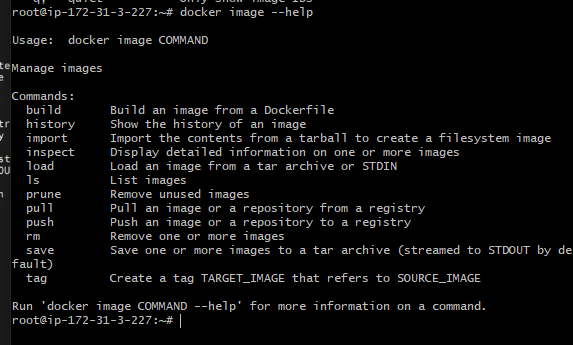 root@ip-172-31-3-227:~# docker image --help
Usage:  docker image COMMAND
Manage images
Commands:
  build       Build an image from a Dockerfile
  history     Show the history of an image
  import      Import the contents from a tarball to create a filesystem image
  inspect     Display detailed information on one or more images
  load        Load an image from a tar archive or STDIN
  ls          List images
  prune       Remove unused images
  pull        Pull an image or a repository from a registry
  push        Push an image or a repository to a registry
  rm          Remove one or more images
  save        Save one or more images to a tar archive (streamed to STDOUT by de
fault)
  tag         Create a tag TARGET_IMAGE that refers to SOURCE_IMAGE
Run 'docker image COMMAND --help' for more information on a command.
root@ip-172-31-3-227:~#